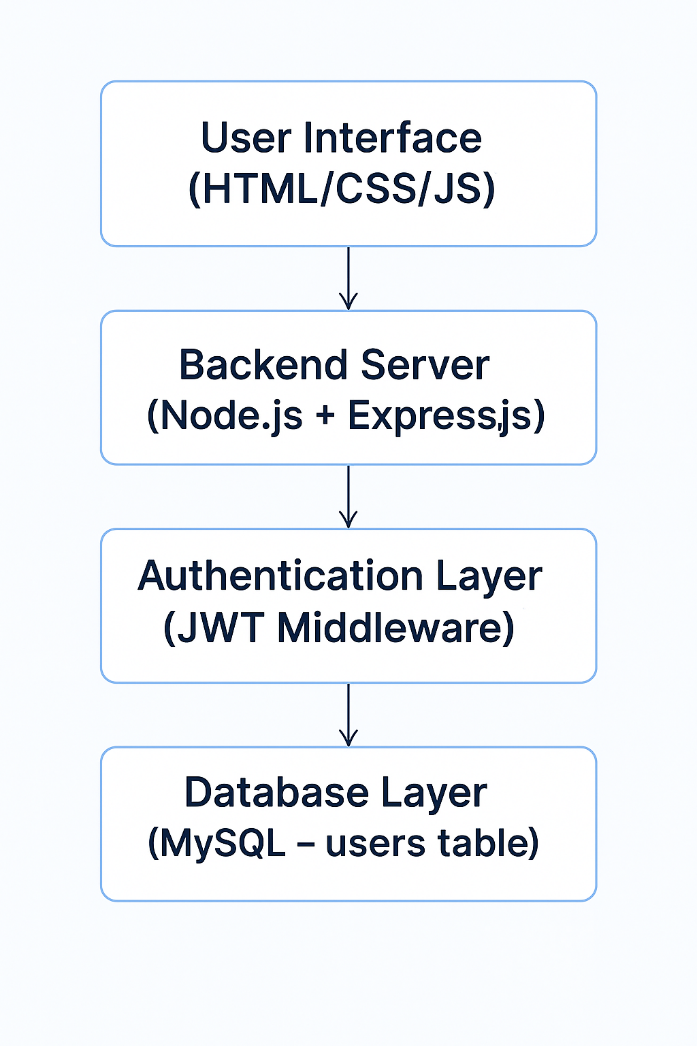 User Interface
(HTML/CSS/JS)
Backend Server
(Node.js + Express,js)
Authentication Layer
(JWT Middleware)
Database Layer
(MySQL – users table)